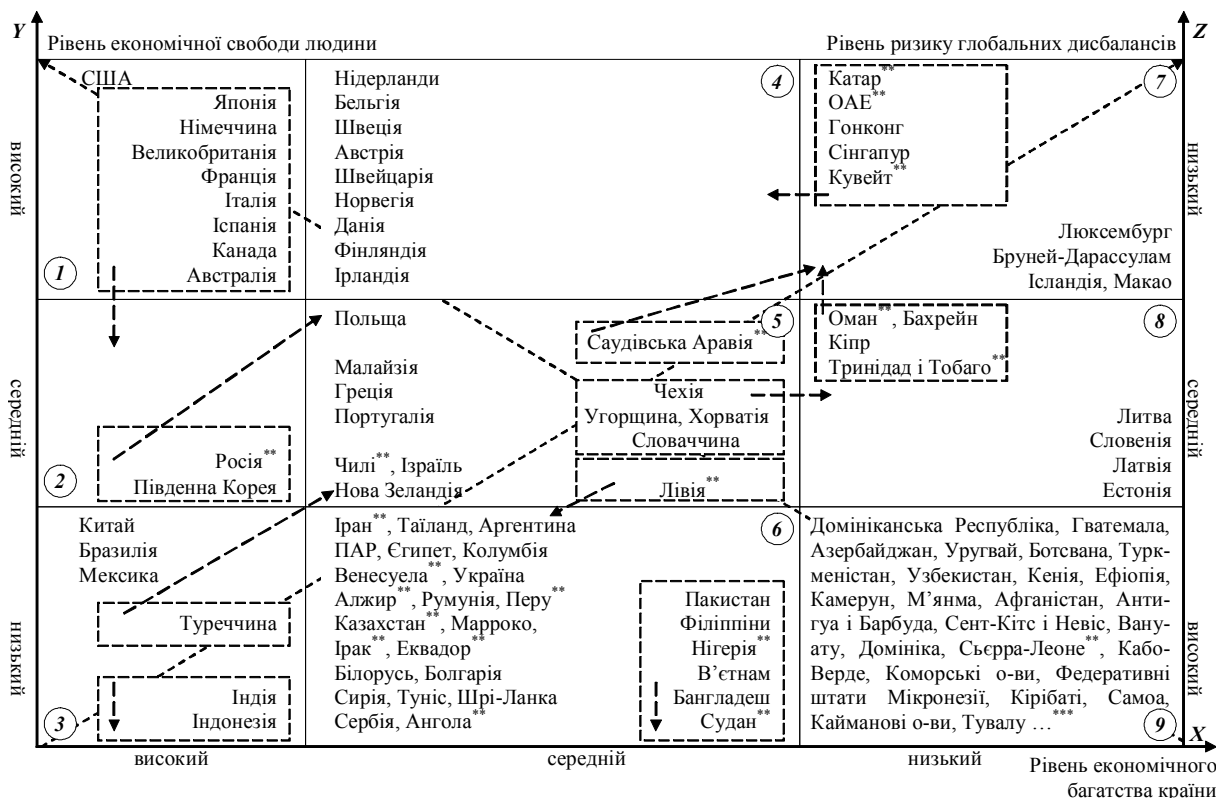 Y
Рівень економічної свободи людини
Рівень ризику глобальних дисбалансів
Z
високий
середній
низький
США
Японія
Німеччина
Великобританія
Франція
Італія
Іспанія
Канада
Австралія
1
Нідерланди
Бельгія
Швеція
Австрія
Швейцарія
Норвегія
Данія
Фінляндія
Ірландія
4
Катар**
ОАЕ**
Гонконг
Сінгапур
Кувейт**
7
Люксембург
Бруней-Дарассулам
Ісландія, Макао
Росія**
Південна Корея
2
Польща
Малайзія
Греція
Португалія
Чилі**, Ізраїль
Нова Зеландія
5
Саудівська Аравія**
Чехія
Угорщина, Хорватія
Словаччина
Лівія**
Оман**, Бахрейн
Кіпр
Тринідад і Тобаго**
8
Литва
Словенія
Латвія
Естонія
Китай
Бразилія
Мексика
Туреччина
Індія
Індонезія
3
Іран**, Таїланд, Аргентина
ПАР, Єгипет, Колумбія
Венесуела**, Україна
Алжир**, Румунія, Перу**
Казахстан**, Марроко,
Ірак**, Еквадор**
Білорусь, Болгарія
Сирія, Туніс, Шрі-Ланка
Сербія, Ангола**
6
Пакистан
Філіппіни
Нігерія**
В’єтнам
Бангладеш
Судан**
Домініканська Республіка, Гватемала,
Азербайджан, Уругвай, Ботсвана, Турк-
меністан, Узбекистан, Кенія, Ефіопія,
Камерун, М’янма, Афганістан, Анти-
гуа і Барбуда, Сент-Кітс і Невіс, Вану-
ату, Домініка, Сьєрра-Леоне**, Кабо-
Верде, Коморські о-ви, Федеративні
штати Мікронезії, Кірібаті, Самоа,
Кайманові о-ви, Тувалу …***
9
низький
середній
високий
високий
середній
низький
X
Рівень економічного
багатства країни